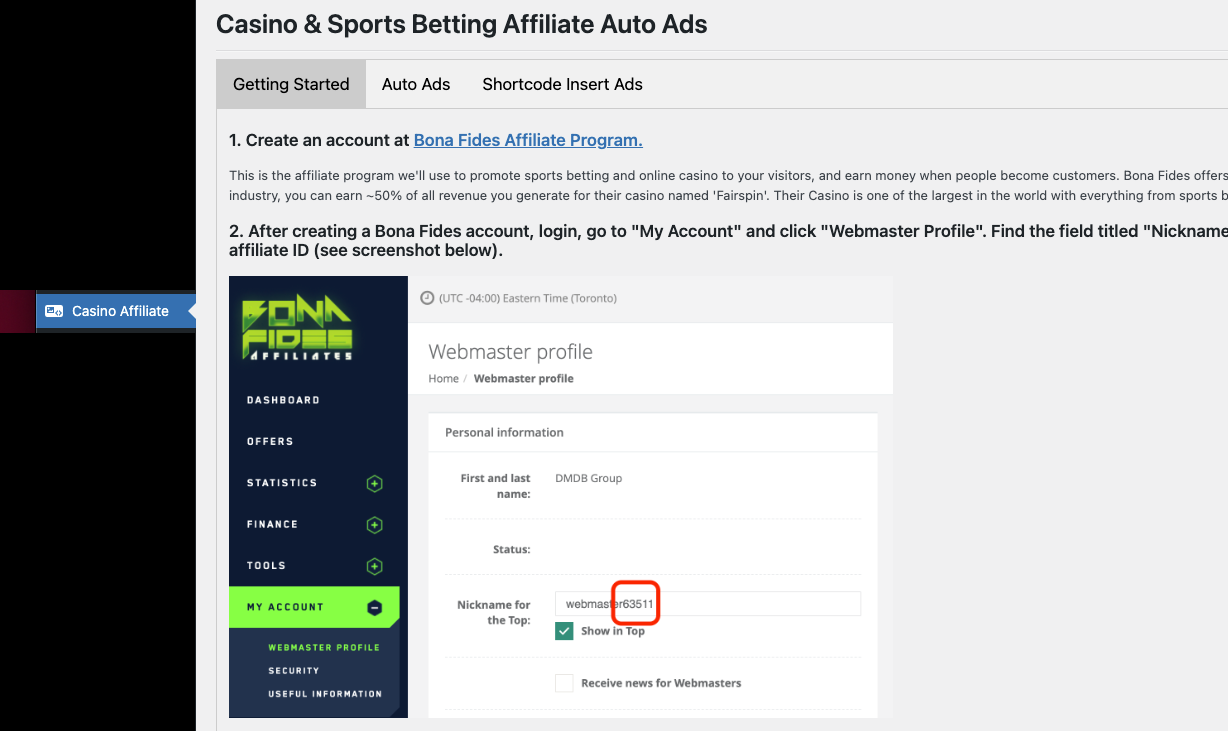 Casino & Sports Betting Affiliate Auto Ads
Getting Started
Auto Ads
Shortcode Insert Ads
1. Create an account at Bona Fides Affiliate Program.
This is the affiliate program we'll use to promote sports betting and online casino to your visitors, and earn money when people become customers. Bona Fides offers
industry, you can earn ~50% of all revenue you generate for their casino named 'Fairspin'. Their Casino is one of the largest in the world with everything from sports b
2. After creating a Bona Fides account, login, go to "My Account" and click "Webmaster Profile". Find the field titled "Nickname
affiliate ID (see screenshot below).
Casino Affiliate
BONA
FIDES
AFFILIATES
DASHBOARD
OFFERS
STATISTICS
FINANCE
TOOLS
MY ACCOUNT
WEBMASTER PROFILE
SECURITY
USEFUL INFORMATION
(UTC -04:00) Eastern Time (Toronto)
Webmaster profile
Home / Webmaster profile
Personal information
First and last
name:
DMDB Group
Status:
Nickname for
the Top:
webmaster63511
Show in Top
Receive news for Webmasters